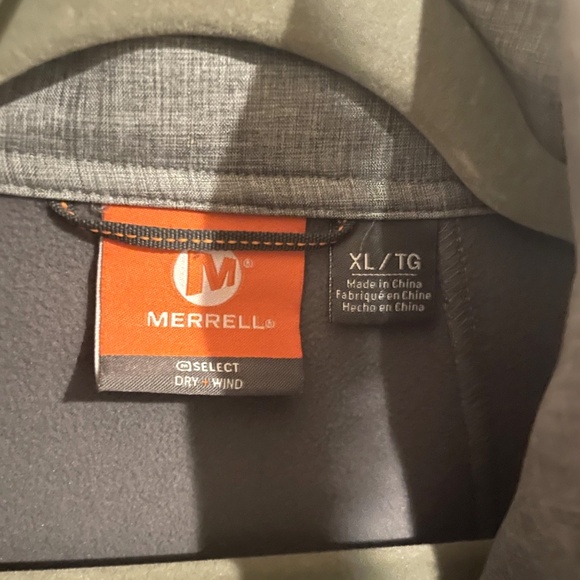 M®
MERRELL®
M SELECT
DRY + WIND
XL / TG
Made in China
Fabriqué en Chine
Hecho en China